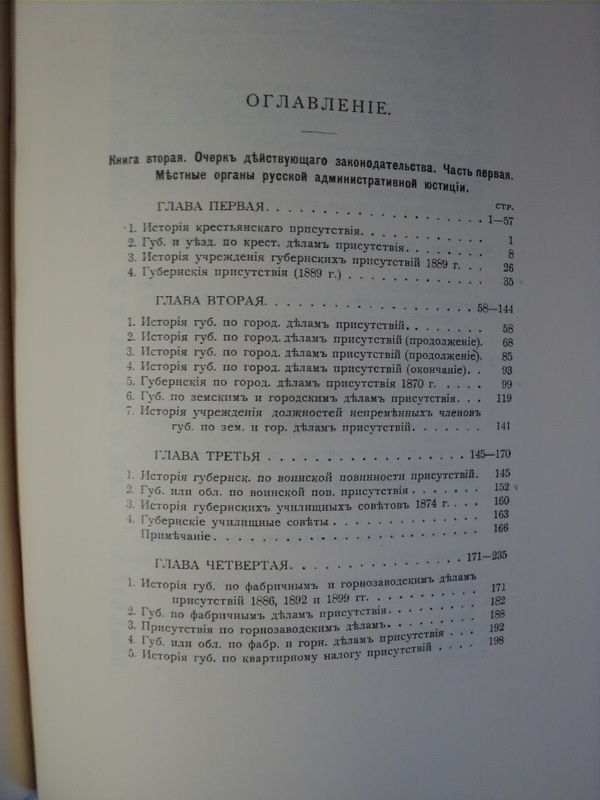 ОГЛАВЛЕНІЕ.
Книга вторая. Очеркъ дѣйствующаго законодательства. Часть первая.
Мѣстные органы русской административной юстиціи.
СТР.
ГЛАВА ПЕРВАЯ. . . . . . . . . . . . . . . . . . . 1—57
1. Исторія крестьянскаго присутствія. . . . . . . . . . . 1
2. Губ. и уѣзд. по крест. дѣламъ присутствія. . . . . . . 8
3. Исторія учрежденія губернскихъ присутствій 1889 г. . . 26
4. Губернскія присутствія (1889 г.) . . . . . . . . . . . 35
ГЛАВА ВТОРАЯ. . . . . . . . . . . . . . . . . . . 58—144
1. Исторія губ. по город. дѣламъ присутствій. . . . . . . 58
2. Исторія губ. по город. дѣламъ присутствій (продолженіе). 68
3. Исторія губ. по город. дѣламъ присутствій (продолженіе). 85
4. Исторія губ. по город. дѣламъ присутствій (окончаніе). . 93
5. Губернскія по город. дѣламъ присутствія 1870 г. . . . . 99
6. Губ. по земскимъ и городскимъ дѣламъ присутствія. . . 119
7. Исторія учрежденія должностей непремѣнныхъ членовъ
губ. по зем. и гор. дѣламъ присутствій. . . . . . . 141
ГЛАВА ТРЕТЬЯ . . . . . . . . . . . . . . . . . . 145—170
1. Исторія губернск. по воинской повинности присутствій. 145
2. Губ. или обл. по воинской пов. присутствія . . . . . . 152
3. Исторія губернскихъ училищныхъ совѣтовъ 1874 г. . . . 160
4. Губернскіе училищные совѣты. . . . . . . . . . . . 163
Примѣчаніе. . . . . . . . . . . . . . . . . . . . 166
ГЛАВА ЧЕТВЕРТАЯ. . . . . . . . . . . . . . . . . 171—235
1. Исторія губ. по фабричнымъ и горнозаводскимъ дѣламъ
присутствій 1886, 1892 и 1899 гг. . . . . . . . . . 171
2. Губ. по фабричнымъ дѣламъ присутствія. . . . . . . . 182
3. Присутствія по горнозаводскимъ дѣламъ. . . . . . . . 188
4. Губ. или обл. по фабр. и горн. дѣламъ присутствія . . . 192
5. Исторія губ. по квартирному налогу присутствій . . . . 198